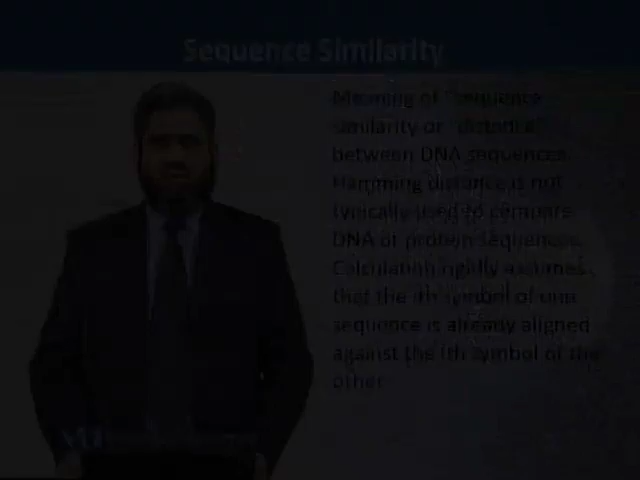 Sequence Similarity
Meaning of "sequence
similarity or "distance"
between DNA sequences.
Hamming distance is not
typically used to compare
DNA or protein sequences.
Calculation rigidly assumes
that the ith symbol of one
sequence is already aligned
against the ith symbol of the
other